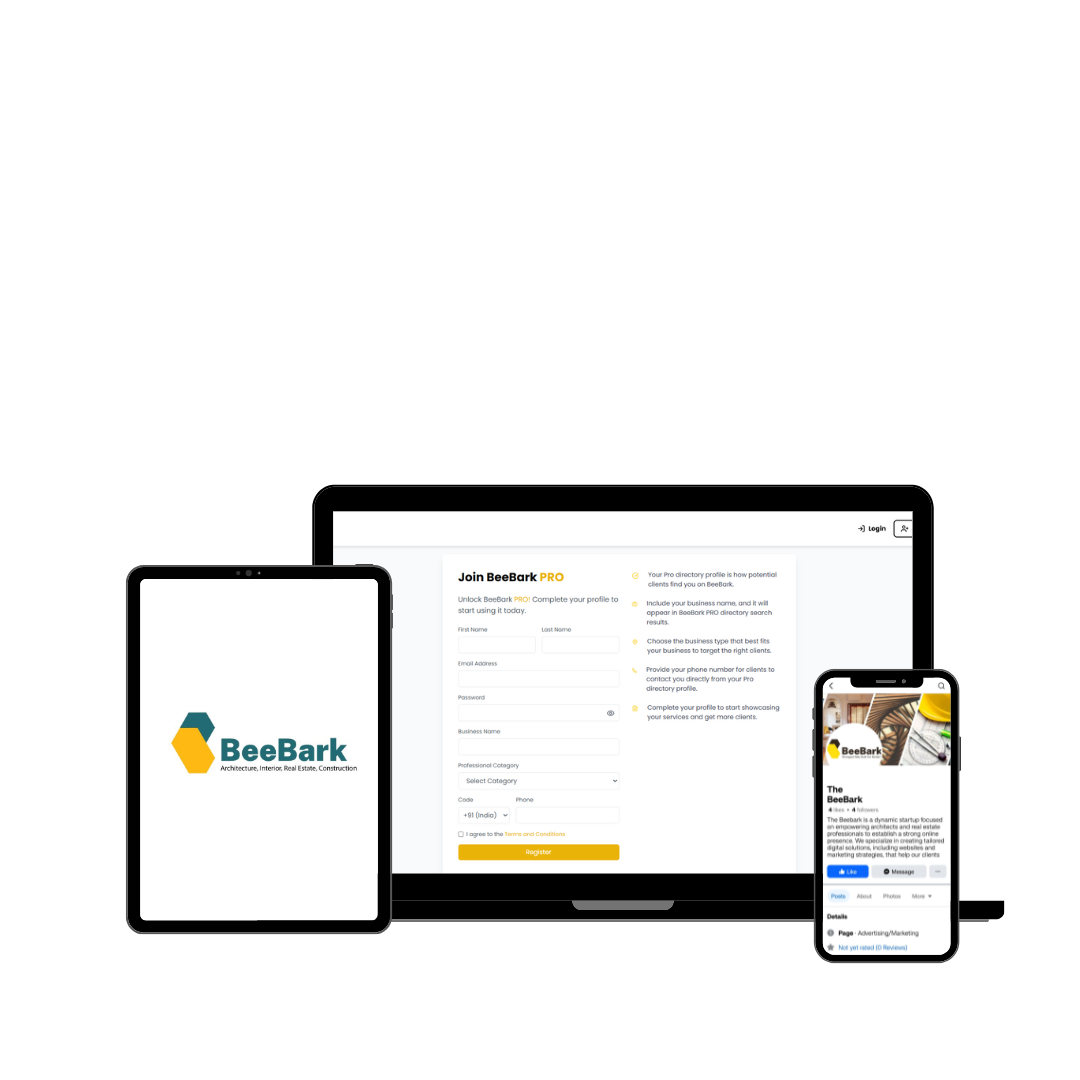 BeeBark
Architecture, Interior, Real Estate, Construction
Login
Join BeeBark PRO
Unlock BeeBark PRO! Complete your profile to
start using it today.
First Name
Last Name
Email Address
Password
Business Name
Professional Category
Select Category
Code
Phone
+91 (India)
I agree to the Terms and Conditions
Register
Your Pro directory profile is how potential
clients find you on BeeBark.
Include your business name, and it will
appear in BeeBark PRO directory search
results.
Choose the business type that best fits
your business to target the right clients.
Provide your phone number for clients to
contact you directly from your Pro
directory profile.
Complete your profile to start showcasing
your services and get more clients.
BeeBark
The
BeeBark
4 likes • 4 followers
The Beebark is a dynamic startup focused
on empowering architects and real estate
professionals to establish a strong online
presence. We specialize in creating tailored
digital solutions, including websites and
marketing strategies, that help our clients
Like
Message
Posts
About
Photos
More
Details
Page · Advertising/Marketing
Not yet rated (0 Reviews)